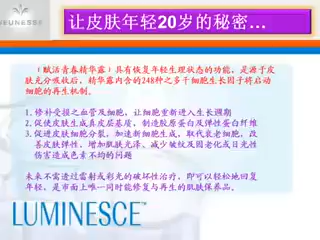 JEUNESSE
让皮肤年轻20岁的秘密…
（赋活青春精华露）具有恢复年轻生理状态的功能，是源于皮
肤充分吸收后，精华露内含的248种之多干细胞生长因子将启动
细胞的再生机制。
1.修补受损之血管及细胞，让细胞重新进入生长週期
2.促使皮肤生成真皮层基质，制造胶原蛋白及弹性蛋白纤维
3.促进皮肤细胞分裂，加速新细胞生成，取代衰老细胞，改
善皮肤弹性，增加肌肤光泽、减少皱纹及固老化或日光性
伤害造成色素不均的问题
未来不需透过雷射或彩光的破坏性治疗，即可以轻松地回复
年轻，是市面上唯一同时能修复与再生的肌肤保养品。
LUMINESCE™